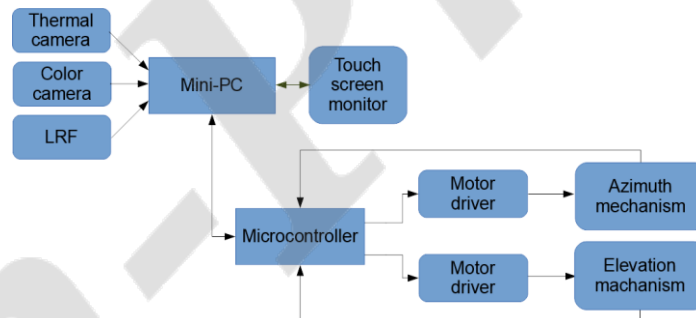 Thermal
camera
Color
camera
LRF
Mini-PC
Touch
screen
monitor
Microcontroller
Motor
driver
Azimuth
mechanism
Motor
driver
Elevation
machanism